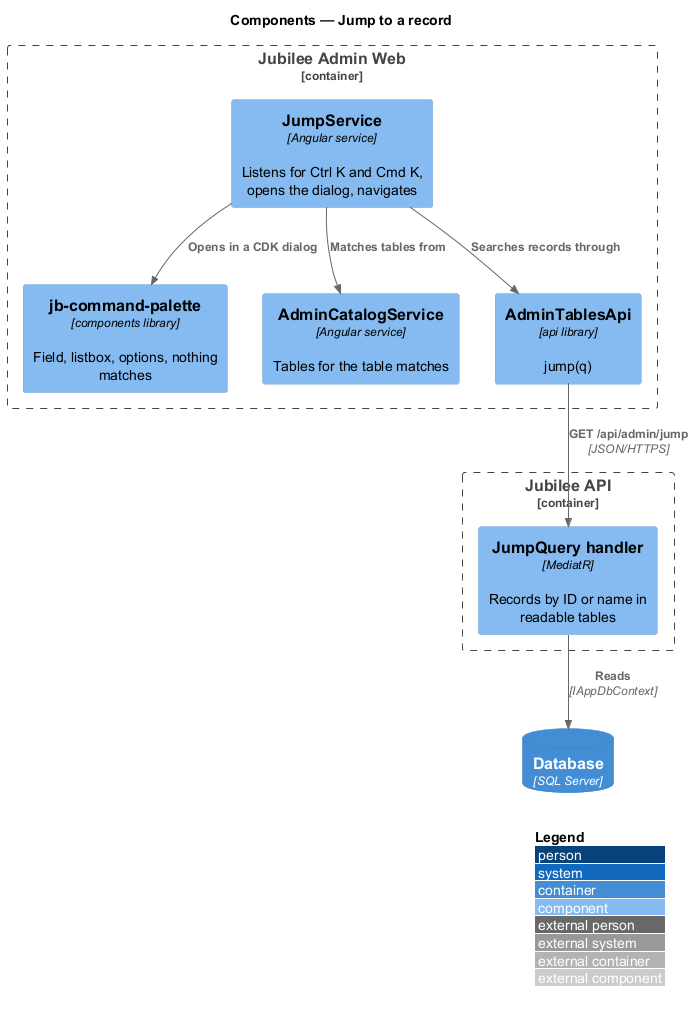 Components — Jump to a record
Jubilee Admin Web
[container]
JumpService
[Angular service]
Listens for Ctrl K and Cmd K,
opens the dialog, navigates
Opens in a CDK dialog
Matches tables from
Searches records through
jb-command-palette
[components library]
Field, listbox, options, nothing
matches
AdminCatalogService
[Angular service]
Tables for the table matches
AdminTablesApi
[api library]
jump(q)
GET /api/admin/jump
[JSON/HTTPS]
Jubilee API
[container]
JumpQuery handler
[MediatR]
Records by ID or name in
readable tables
Reads
[IAppDbContext]
Database
[SQL Server]
Legend
person
system
container
component
external person
external system
external container
external component